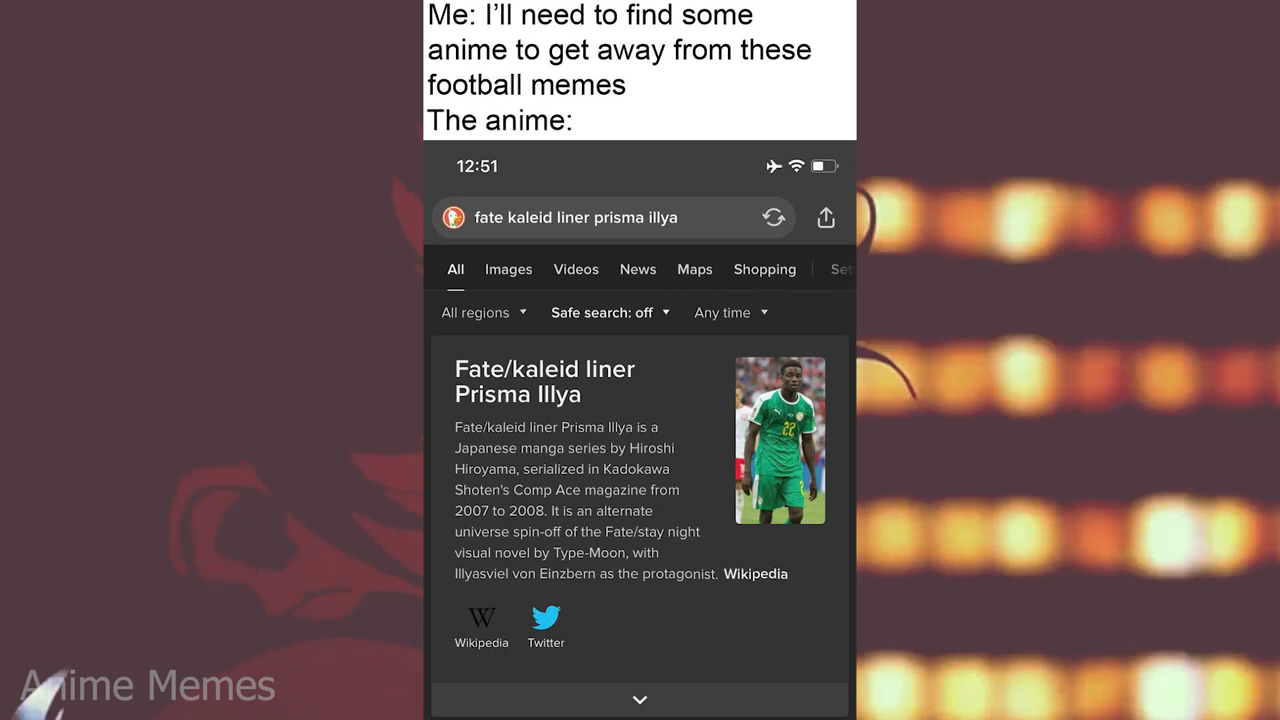 Me: I'll need to find some
anime to get away from these
football memes
The anime:
12:51
fate kaleid liner prisma illya
All Images Videos News Maps Shopping
All regions Safe search: off Any time
Fate/kaleid liner
Prisma Illya
Fate/kaleid liner Prisma Illya is a
Japanese manga series by Hiroshi
Hiroyama, serialized in Kadokawa
Shoten's Comp Ace magazine from
2007 to 2008. It is an alternate
universe spin-off of the Fate/stay night
visual novel by Type-Moon, with
Illyasviel von Einzbern as the protagonist. Wikipedia
22
W
Wikipedia Twitter
Anime Memes